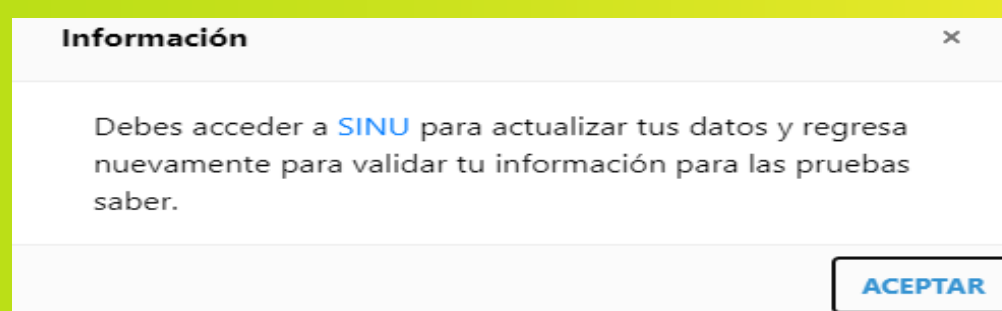 Información ×
Debes acceder a SINU para actualizar tus datos y regresa
nuevamente para validar tu información para las pruebas
saber.
ACEPTAR